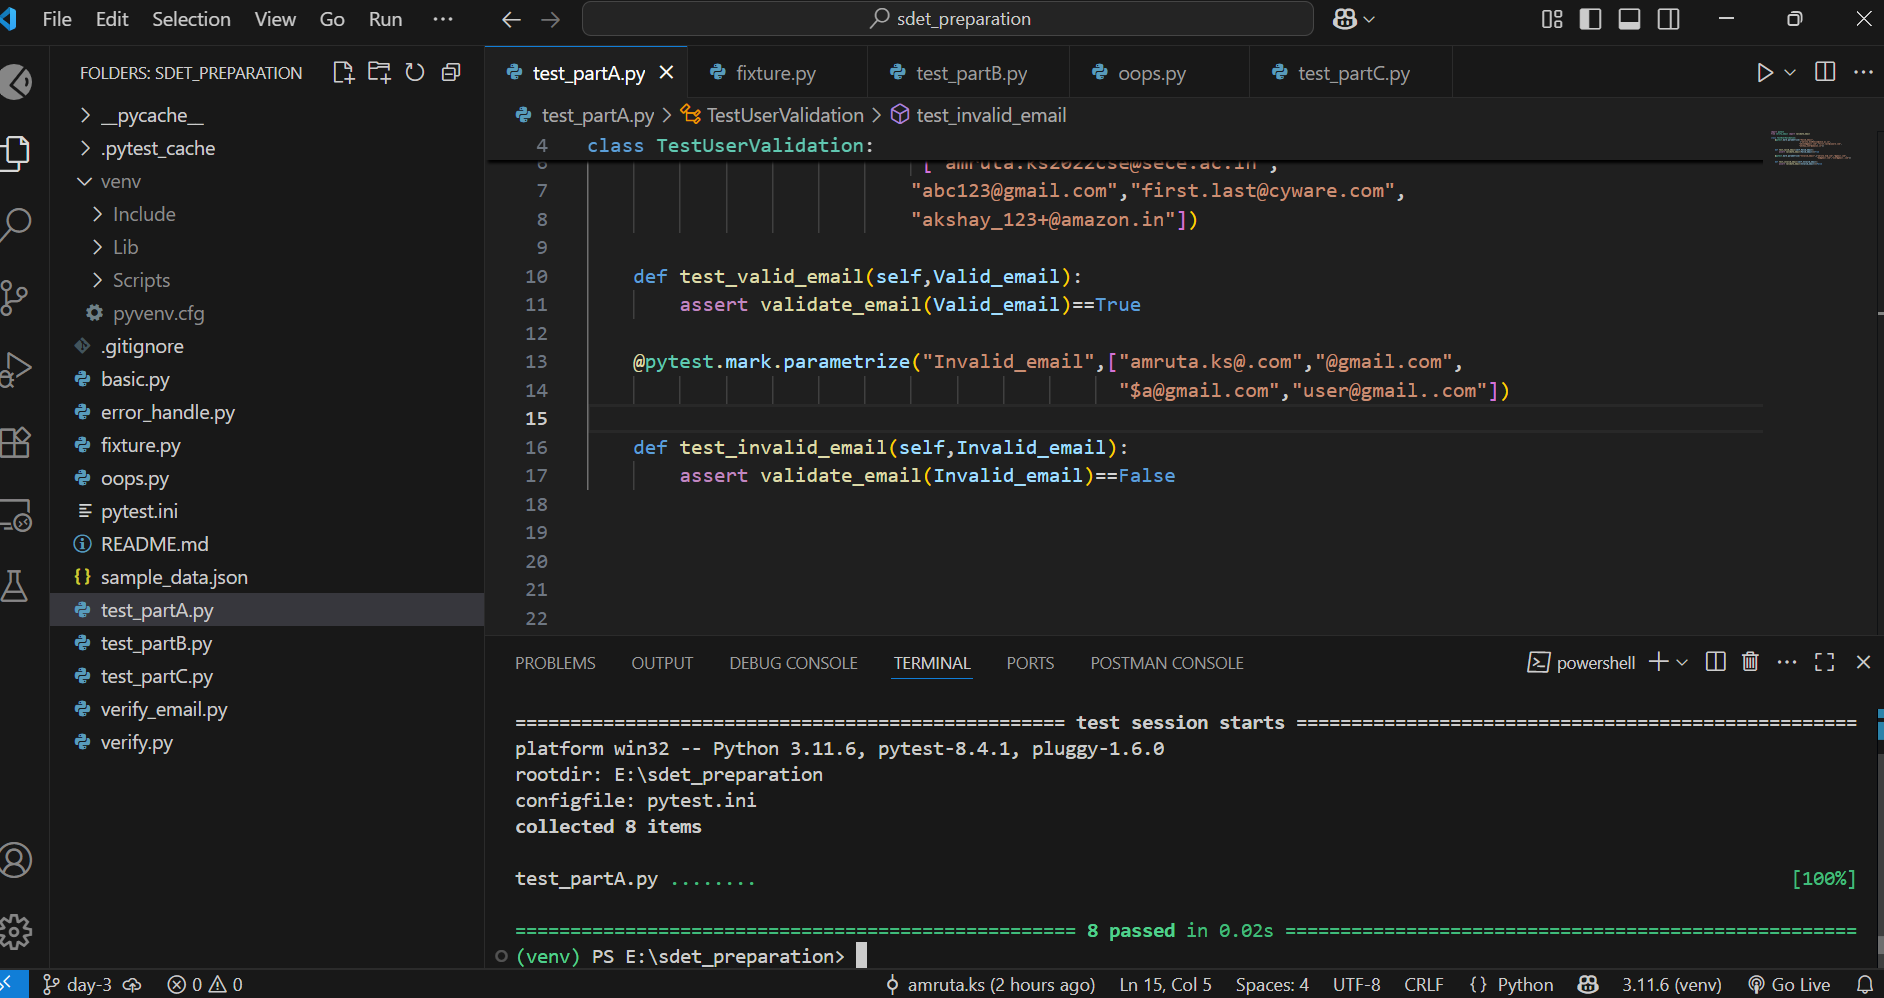 File Edit Selection View Go Run ··· sdet_preparation
FOLDERS: SDET_PREPARATION
__pycache__
.pytest_cache
venv
Include
Lib
Scripts
pyvenv.cfg
.gitignore
basic.py
error_handle.py
fixture.py
oops.py
pytest.ini
README.md
sample_data.json
test_partA.py
test_partB.py
test_partC.py
verify_email.py
verify.py
test_partA.py fixture.py test_partB.py oops.py test_partC.py
test_partA.py > TestUserValidation > test_invalid_email
4 class TestUserValidation:
6 ["amruta.ks2022cse@sece.ac.in",
7 "abc123@gmail.com","first.last@cyware.com",
8 "akshay_123+@amazon.in"])
9
10 def test_valid_email(self,Valid_email):
11 assert validate_email(Valid_email)==True
12
13 @pytest.mark.parametrize("Invalid_email",["amruta.ks@.com","@gmail.com",
14 "$a@gmail.com","user@gmail..com"])
15
16 def test_invalid_email(self,Invalid_email):
17 assert validate_email(Invalid_email)==False
18
19
20
21
22
PROBLEMS OUTPUT DEBUG CONSOLE TERMINAL PORTS POSTMAN CONSOLE powershell
================================================== test session starts ===================================================
platform win32 -- Python 3.11.6, pytest-8.4.1, pluggy-1.6.0
rootdir: E:\sdet_preparation
configfile: pytest.ini
collected 8 items
test_partA.py ........ [100%]
=================================================== 8 passed in 0.02s ====================================================
(venv) PS E:\sdet_preparation>
day-3 0 0 amruta.ks (2 hours ago) Ln 15, Col 5 Spaces: 4 UTF-8 CRLF {} Python 3.11.6 (venv) Go Live